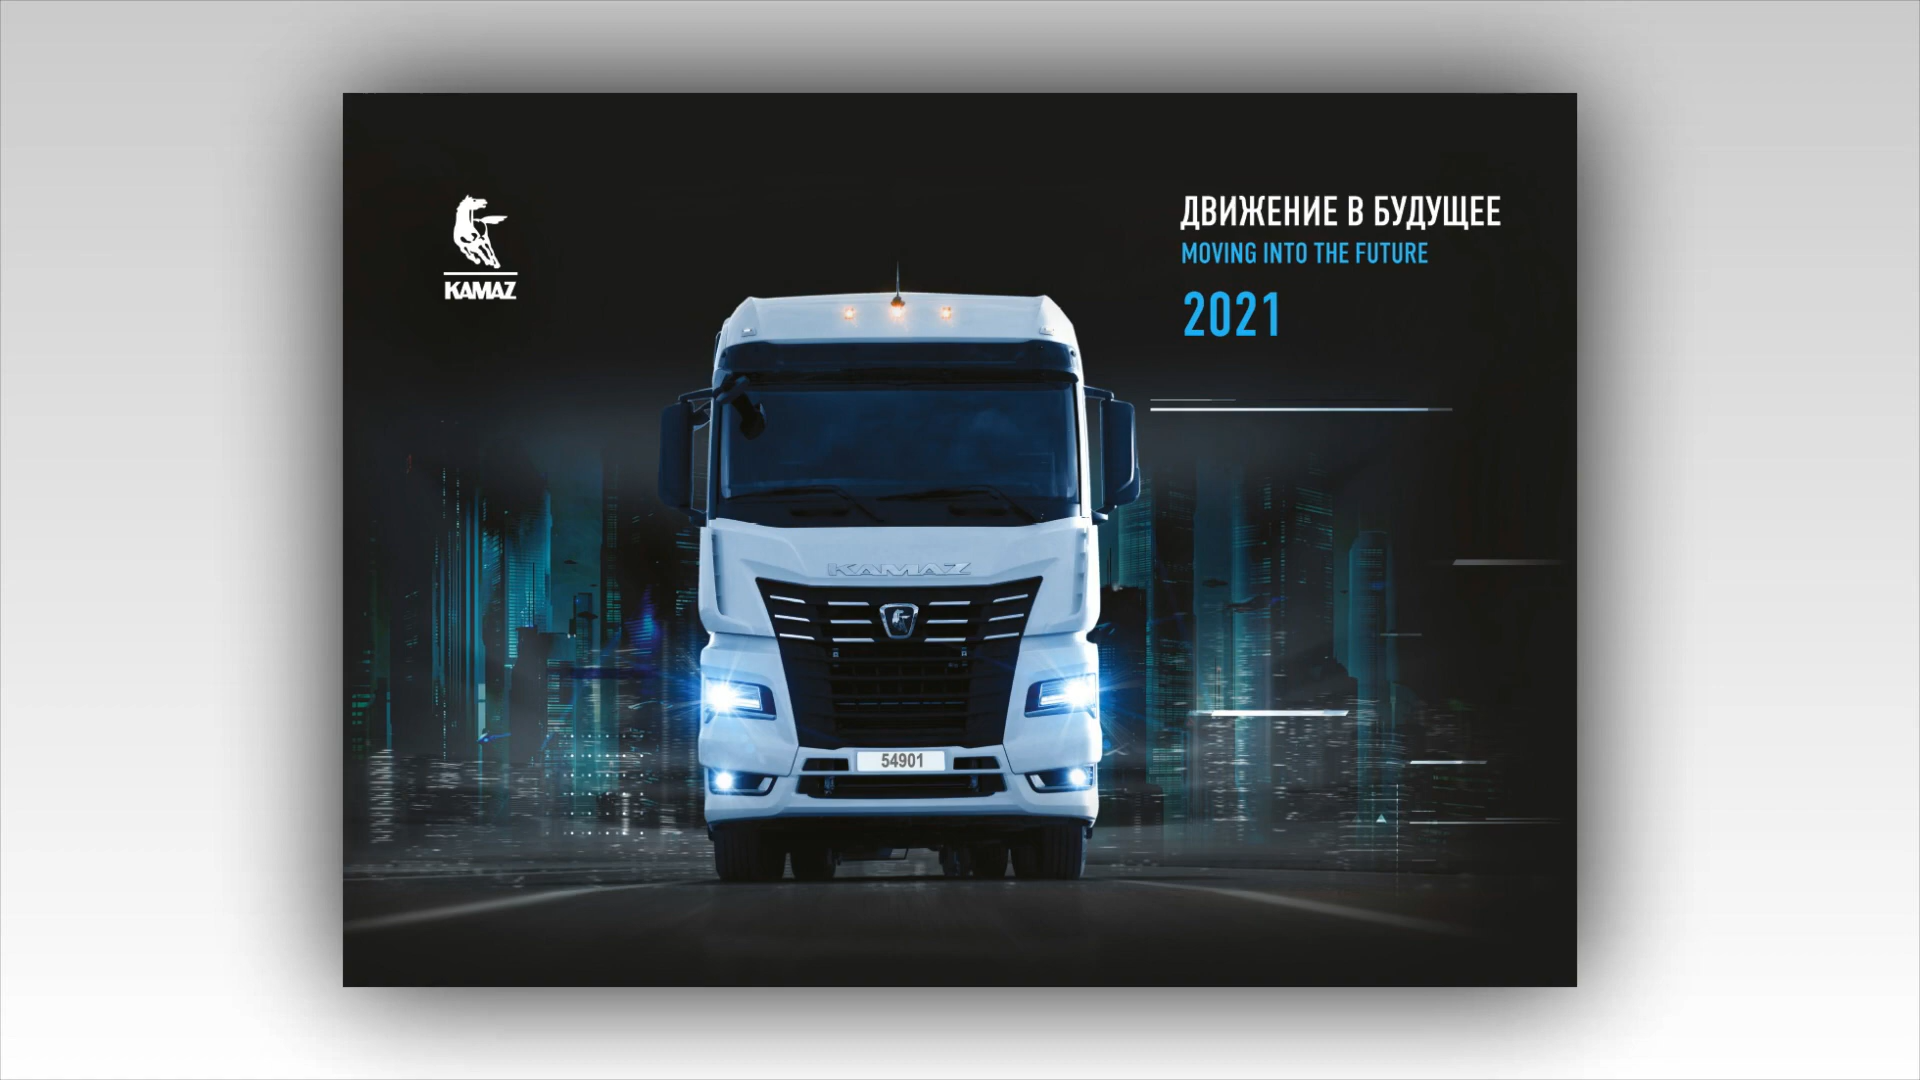 KAMAZ
ДВИЖЕНИЕ В БУДУЩЕЕ
MOVING INTO THE FUTURE
2021
KAMAZ
54901